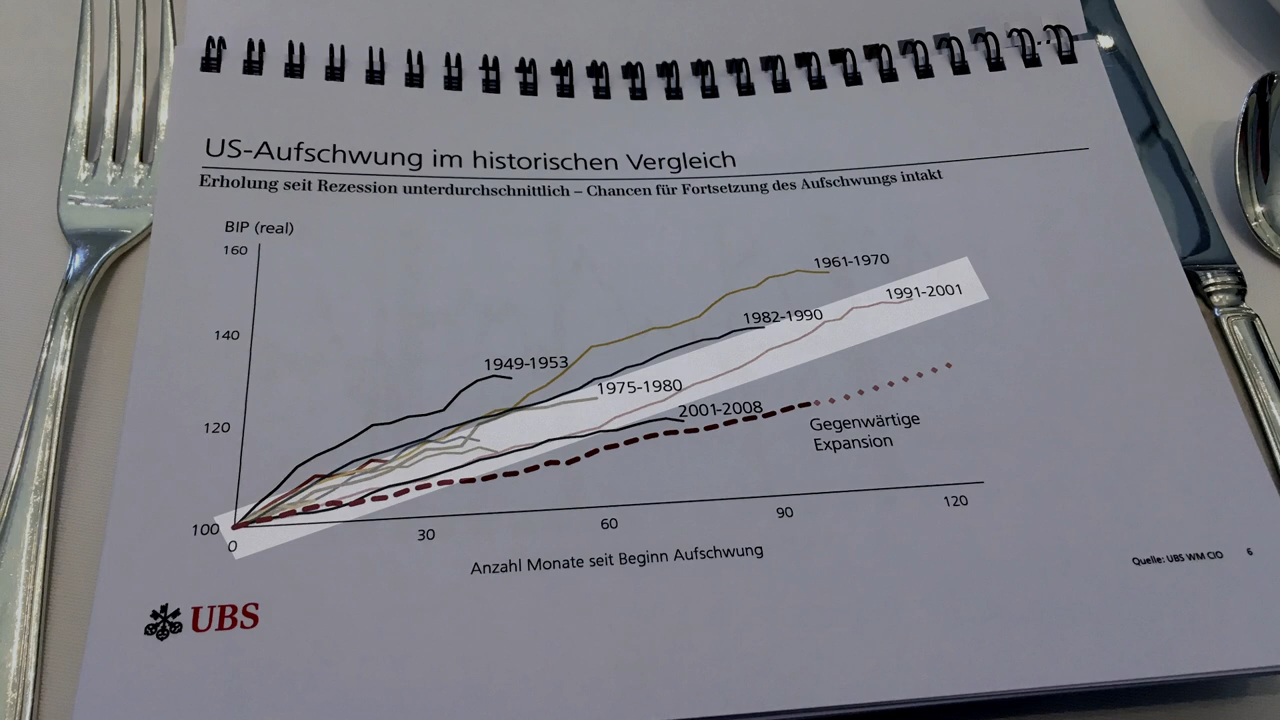 US-Aufschwung im historischen Vergleich
Erholung seit Rezession unterdurchschnittlich – Chancen für Fortsetzung des Aufschwungs intakt
BIP (real)
160
140
120
100
0
30
60
90
120
1961-1970
1991-2001
1982-1990
1949-1953
1975-1980
2001-2008
Gegenwärtige
Expansion
Anzahl Monate seit Beginn Aufschwung
Quelle: UBS WM CIO
6
UBS